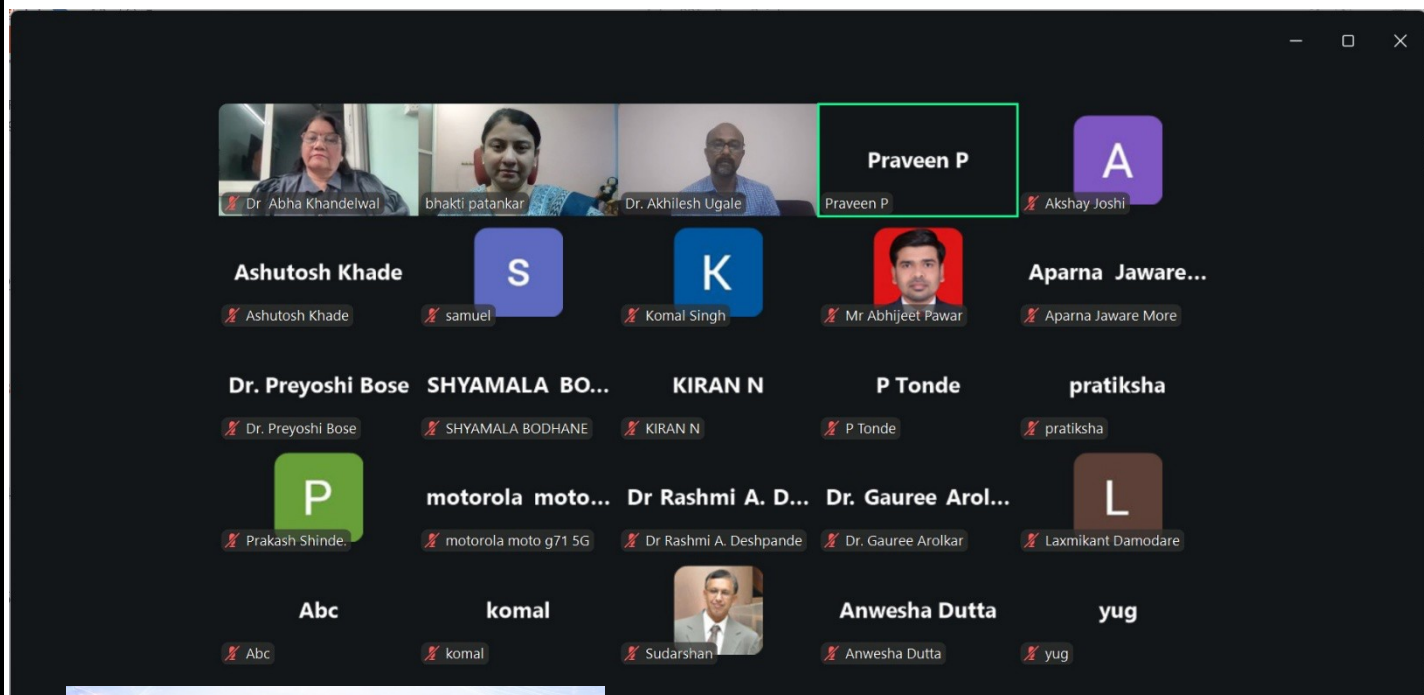 Dr Abha Khandelwal
bhakti patankar
Dr. Akhilesh Ugale
Praveen P
Praveen P
A
Akshay Joshi
Ashutosh Khade
Ashutosh Khade
S
samuel
K
Komal Singh
Mr Abhijeet Pawar
Aparna Jaware...
Aparna Jaware More
Dr. Preyoshi Bose
Dr. Preyoshi Bose
SHYAMALA BO...
SHYAMALA BODHANE
KIRAN N
KIRAN N
P Tonde
P Tonde
pratiksha
pratiksha
P
Prakash Shinde.
motorola moto...
motorola moto g71 5G
Dr Rashmi A. D...
Dr Rashmi A. Deshpande
Dr. Gauree Arol...
Dr. Gauree Arolkar
L
Laxmikant Damodare
Abc
Abc
komal
komal
Sudarshan
Anwesha Dutta
Anwesha Dutta
yug
yug